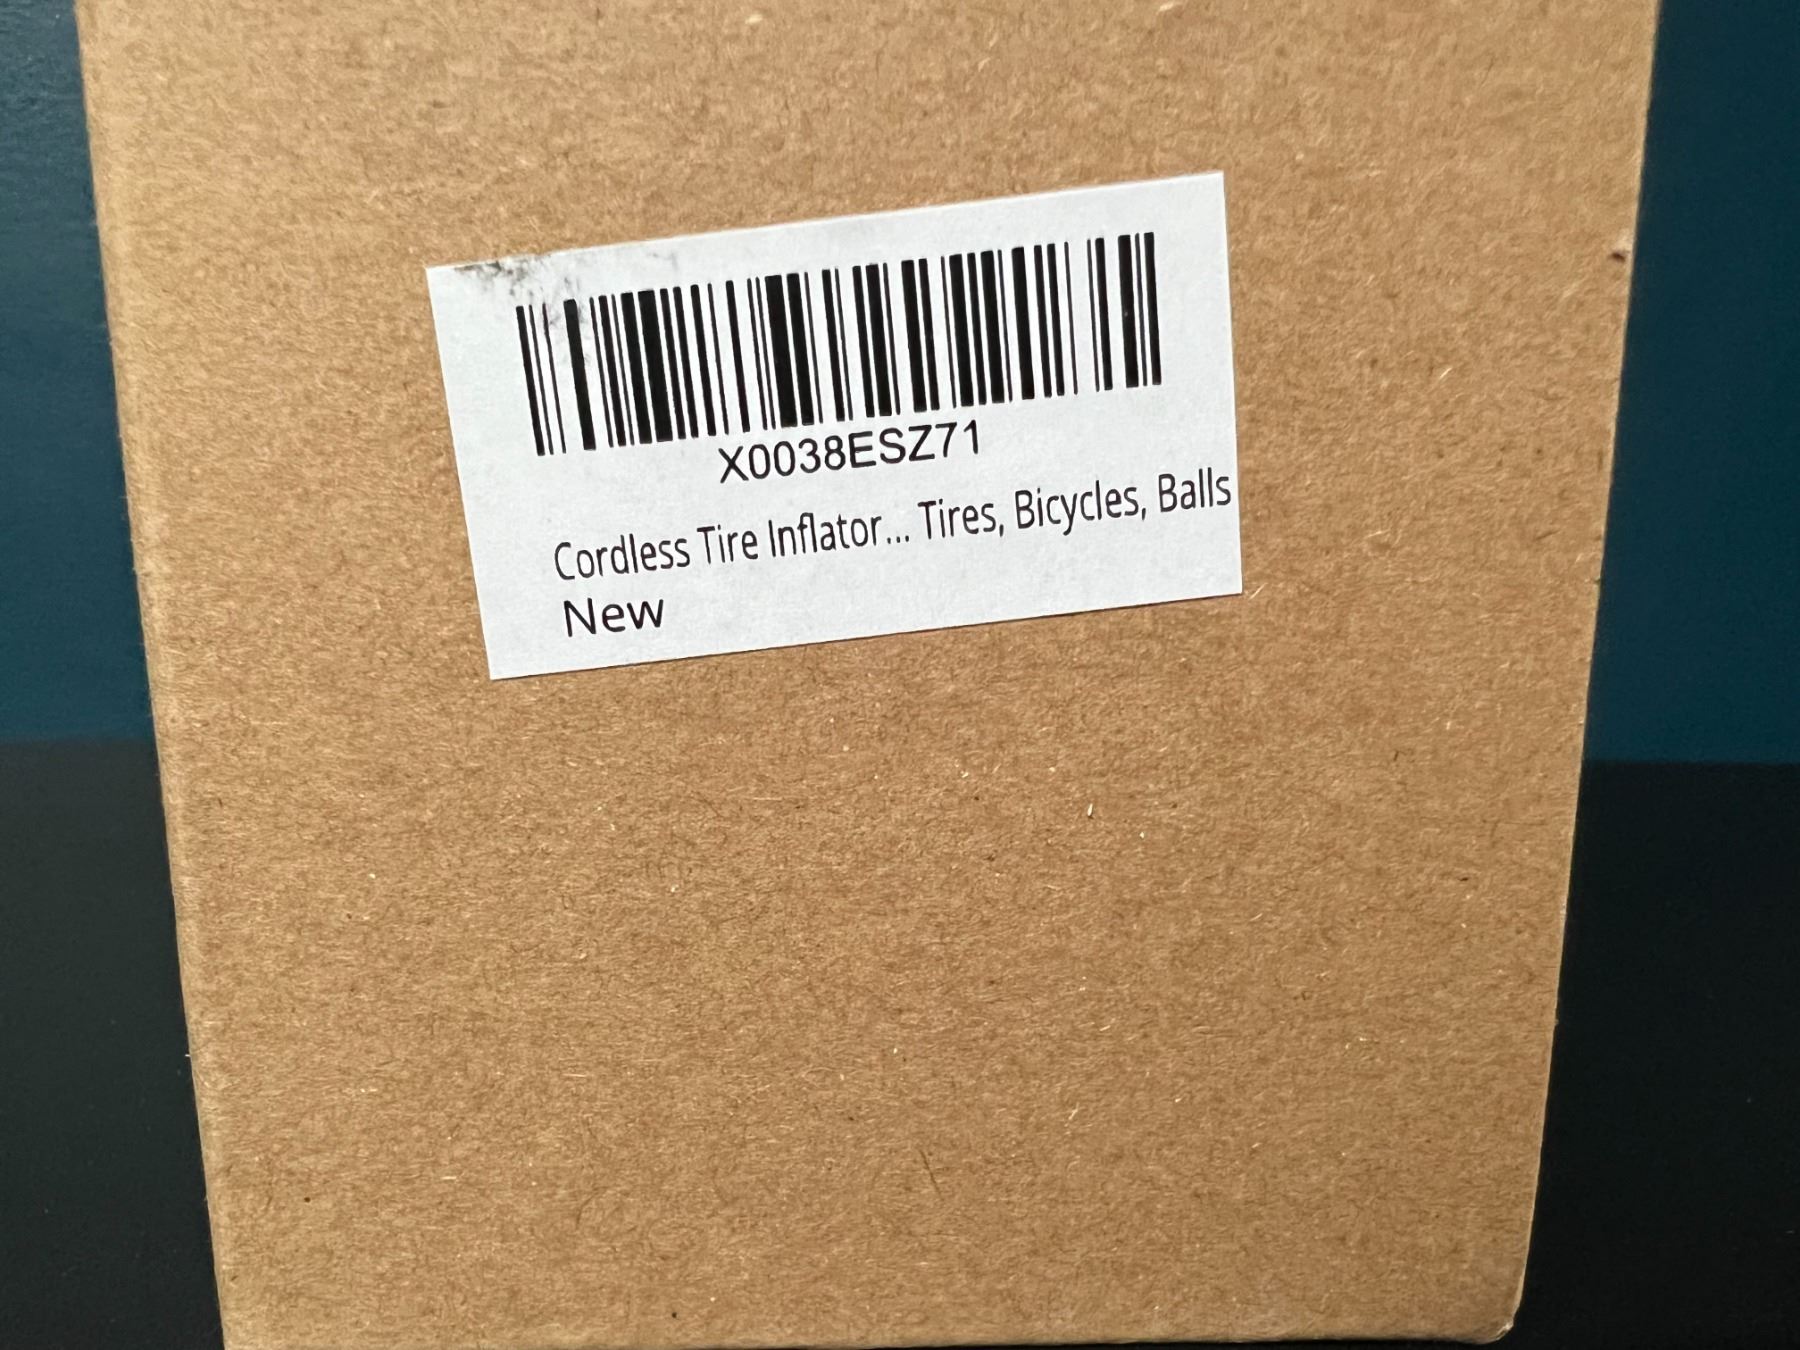 X0038ESZ71
Cordless Tire Inflator... Tires, Bicycles, Balls
New